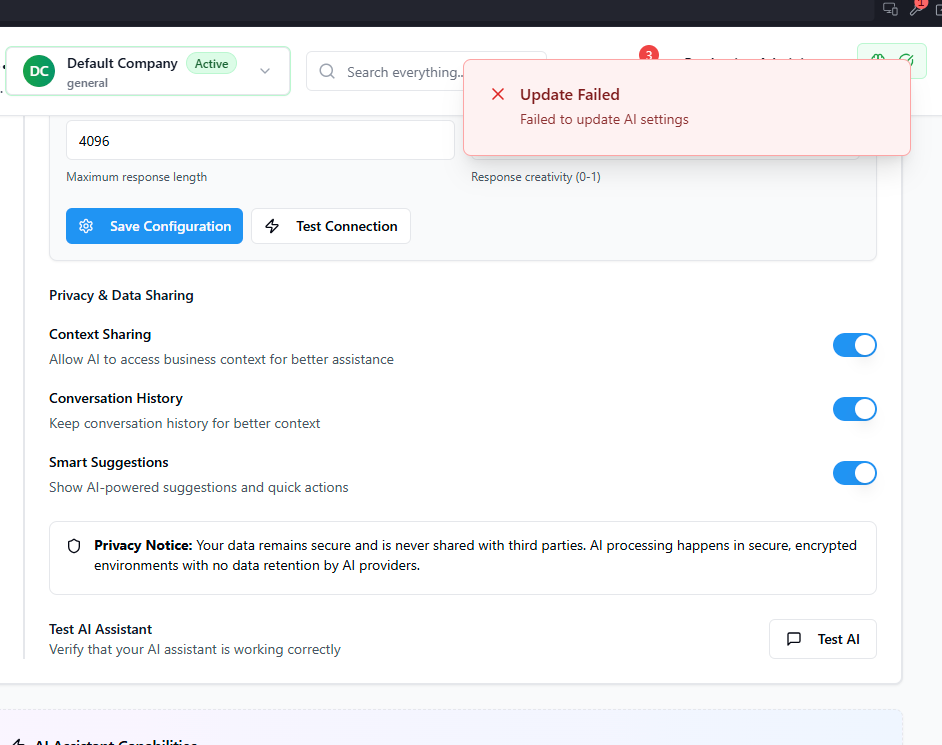 1
DC
Default Company
Active
general
Search everything..
3
Update Failed
Failed to update AI settings
4096
Maximum response length
Response creativity (0-1)
Save Configuration
Test Connection
Privacy & Data Sharing
Context Sharing
Allow AI to access business context for better assistance
Conversation History
Keep conversation history for better context
Smart Suggestions
Show AI-powered suggestions and quick actions
Privacy Notice: Your data remains secure and is never shared with third parties. AI processing happens in secure, encrypted
environments with no data retention by AI providers.
Test AI Assistant
Verify that your AI assistant is working correctly
Test AI
AI Assistant Capabilities